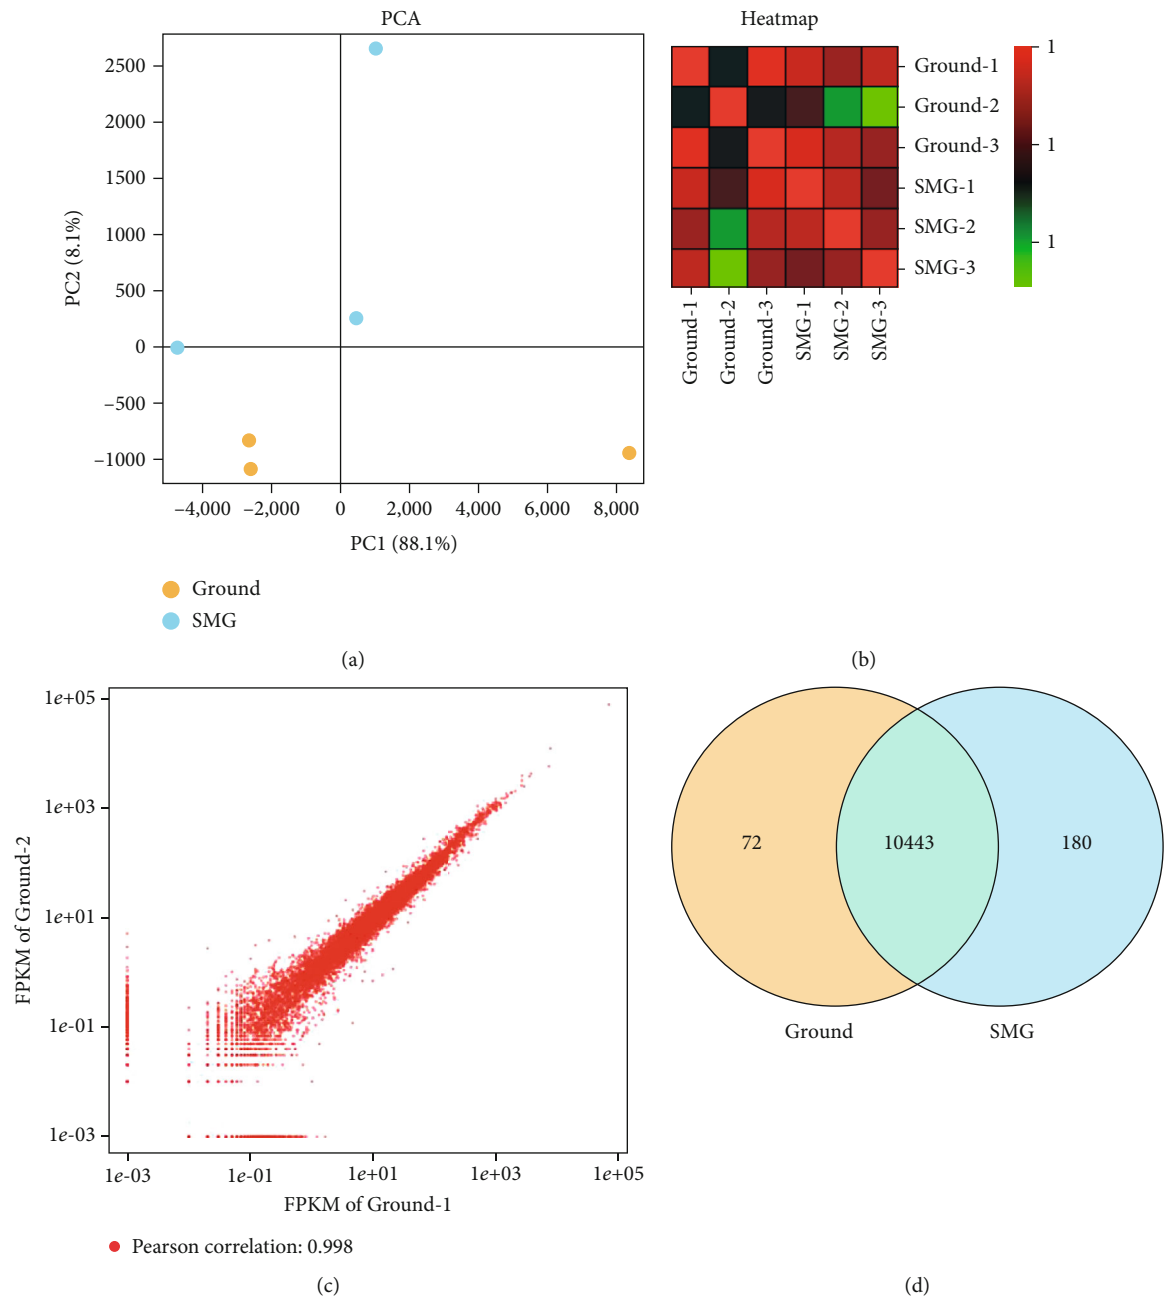 PCA
2500
2000
1500
1000
500
0
−500
−1000
PC2 (8.1%)
−4,000 −2,000 0 2,000 4,000 6,000 8,000
PC1 (88.1%)
Ground
SMG
(a)
Heatmap
Ground-1
Ground-2
Ground-3
SMG-1
SMG-2
SMG-3
Ground-1
Ground-2
Ground-3
SMG-1
SMG-2
SMG-3
1
1
1
(b)
1e+05
1e+03
1e+01
1e−01
1e−03
FPKM of Ground-2
1e-03 1e-01 1e+01 1e+03 1e+05
FPKM of Ground-1
Pearson correlation: 0.998
(c)
72 10443 180
Ground SMG
(d)